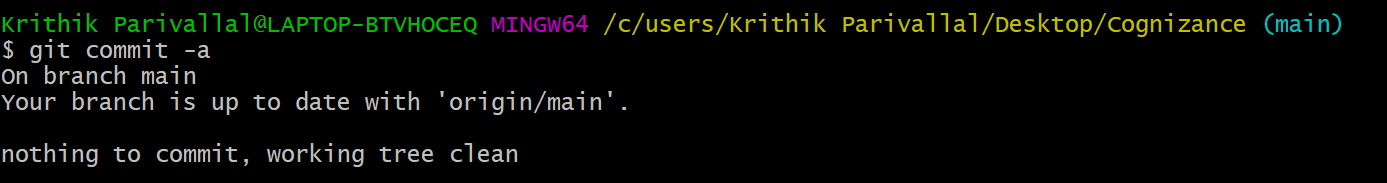 Krithik Parivallal@LAPTOP-BTVHOCEQ MINGW64 /c/users/Krithik Parivallal/Desktop/Cognizance (main)
$ git commit -a
On branch main
Your branch is up to date with 'origin/main'.
nothing to commit, working tree clean